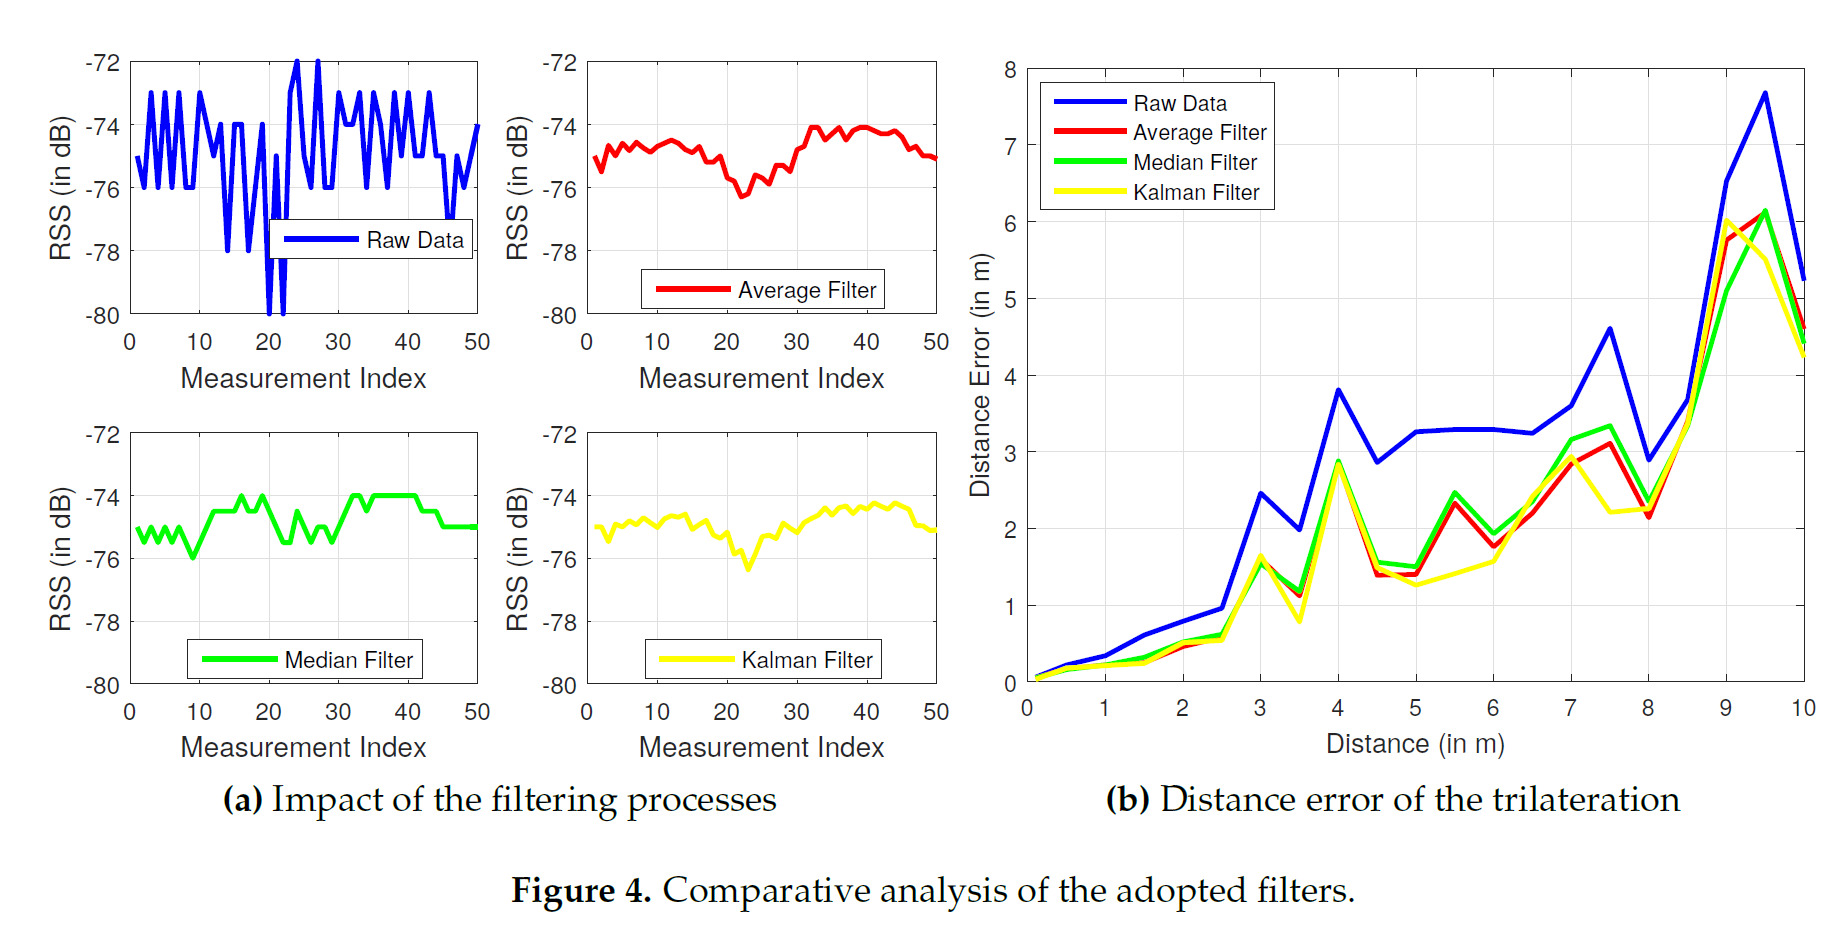 -72
-74
-76
-78
-80
0 10 20 30 40 50
RSS (in dB)
Measurement Index
Raw Data
-72
-74
-76
-78
-80
0 10 20 30 40 50
RSS (in dB)
Measurement Index
Average Filter
-72
-74
-76
-78
-80
0 10 20 30 40 50
RSS (in dB)
Measurement Index
Median Filter
-72
-74
-76
-78
-80
0 10 20 30 40 50
RSS (in dB)
Measurement Index
Kalman Filter
(a) Impact of the filtering processes
8
7
6
5
4
3
2
1
0
0 1 2 3 4 5 6 7 8 9 10
Distance Error (in m)
Distance (in m)
Raw Data
Average Filter
Median Filter
Kalman Filter
(b) Distance error of the trilateration
Figure 4. Comparative analysis of the adopted filters.